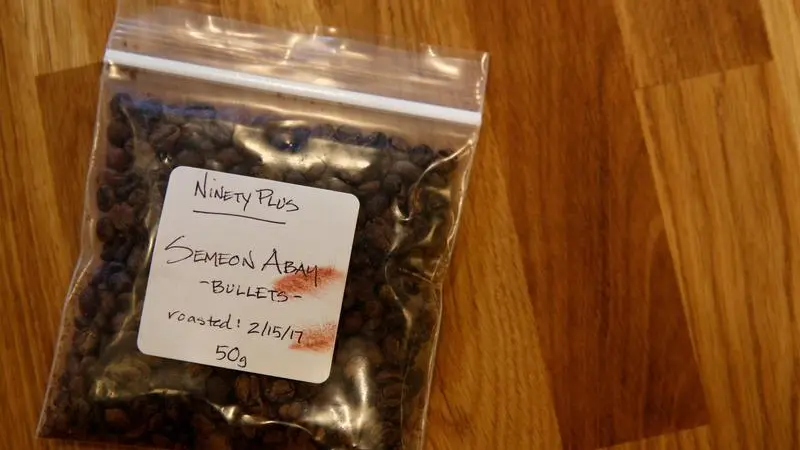 NINETY PLUS
SEMEON ABAY
-BULLETS-
roasted: 2/15/17
50g